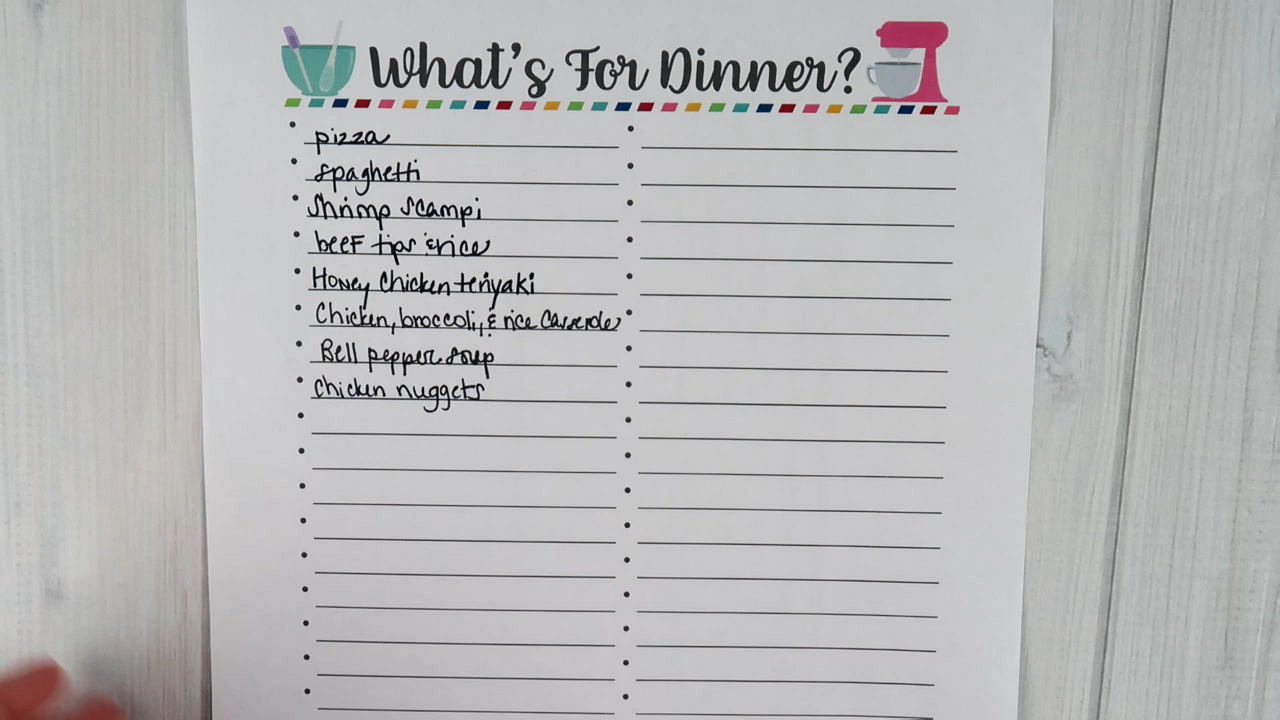 What's For Dinner?
pizza
spaghetti
Shrimp scampi
beef tips & rice
Honey Chicken teriyaki
Chicken, broccoli, & rice Casserole
Bell pepper soup
Chicken nuggets